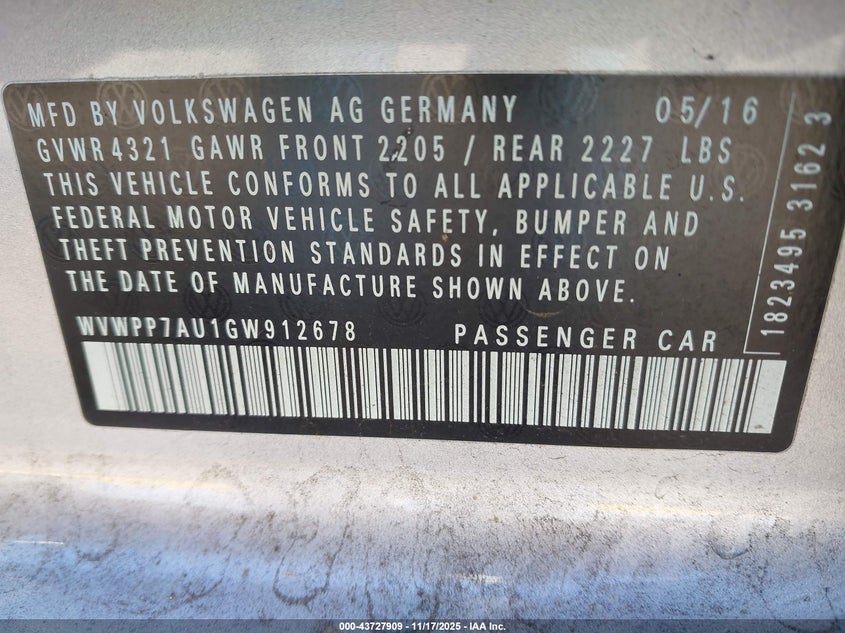 MFD BY VOLKSWAGEN AG GERMANY 05/16
GVWR 4321 GAWR FRONT 2205 / REAR 2227 LBS
THIS VEHICLE CONFORMS TO ALL APPLICABLE U.S.
FEDERAL MOTOR VEHICLE SAFETY, BUMPER AND
THEFT PREVENTION STANDARDS IN EFFECT ON
THE DATE OF MANUFACTURE SHOWN ABOVE.
WVWPP7AU1GW912678 PASSENGER CAR
1823495 3162 3
000-43727909 - 11/17/2025 - IAA Inc.